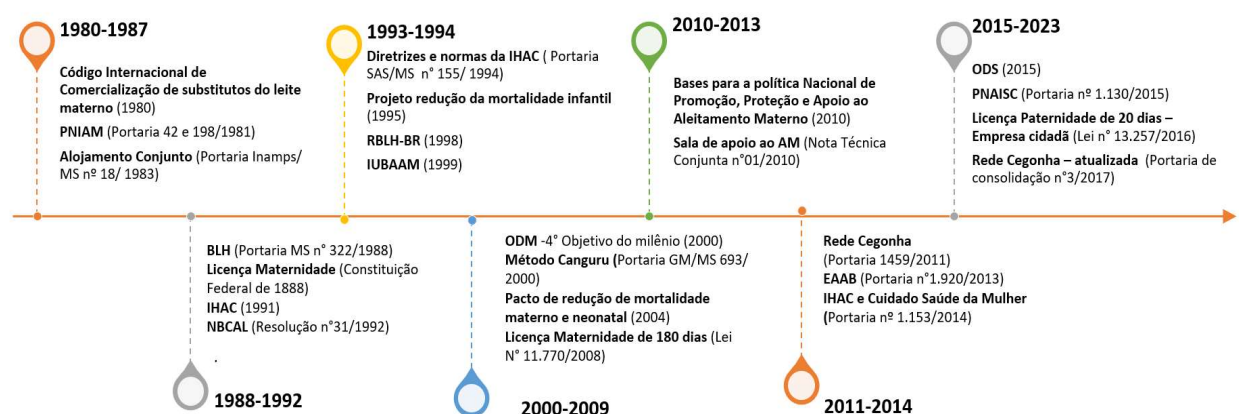 1980-1987
Código Internacional de
Comercialização de substitutos do leite
materno (1980)
PNIAM (Portaria 42 e 198/1981)
Alojamento Conjunto (Portaria Inamps/
MS nº 18/ 1983)
1993-1994
Diretrizes e normas da IHAC ( Portaria
SAS/MS n° 155/ 1994)
Projeto redução da mortalidade infantil
(1995)
RBLH-BR (1998)
IUBAAM (1999)
2010-2013
Bases para a política Nacional de
Promoção, Proteção e Apoio ao
Aleitamento Materno (2010)
Sala de apoio ao AM (Nota Técnica
Conjunta n°01/2010)
2015-2023
ODS (2015)
PNAISC (Portaria nº 1.130/2015)
Licença Paternidade de 20 dias –
Empresa cidadã (Lei n° 13.257/2016)
Rede Cegonha – atualizada (Portaria de
consolidação n°3/2017)
BLH (Portaria MS n° 322/1988)
Licença Maternidade (Constituição
Federal de 1888)
IHAC (1991)
NBCAL (Resolução n°31/1992)
.
1988-1992
ODM -4° Objetivo do milênio (2000)
Método Canguru (Portaria GM/MS 693/
2000)
Pacto de redução de mortalidade
materno e neonatal (2004)
Licença Maternidade de 180 dias (Lei
N° 11.770/2008)
2000-2009
Rede Cegonha
(Portaria 1459/2011)
EAAB (Portaria n°1.920/2013)
IHAC e Cuidado Saúde da Mulher
(Portaria nº 1.153/2014)
2011-2014